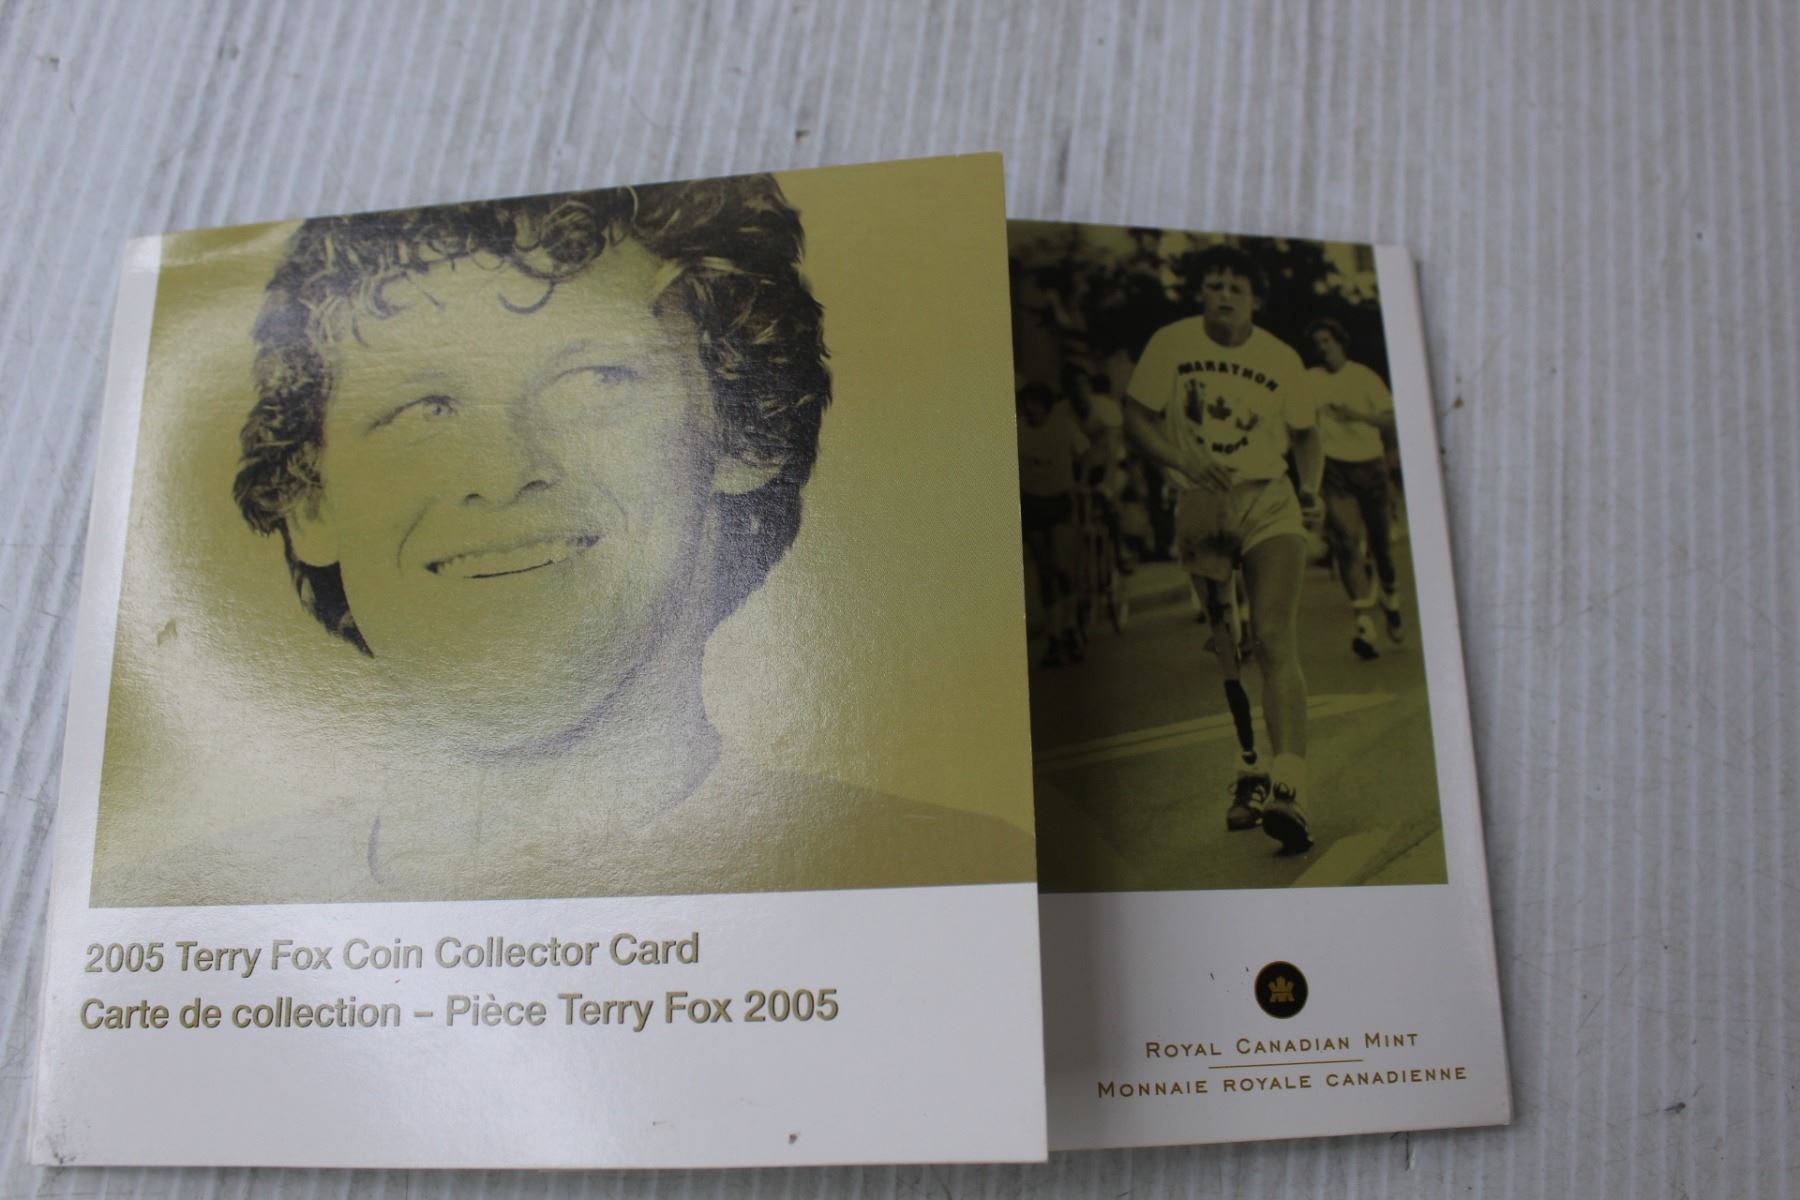 2005 Terry Fox Coin Collector Card
Carte de collection – Pièce Terry Fox 2005
MARATHON
HOPE
ROYAL CANADIAN MINT
MONNAIE ROYALE CANADIENNE